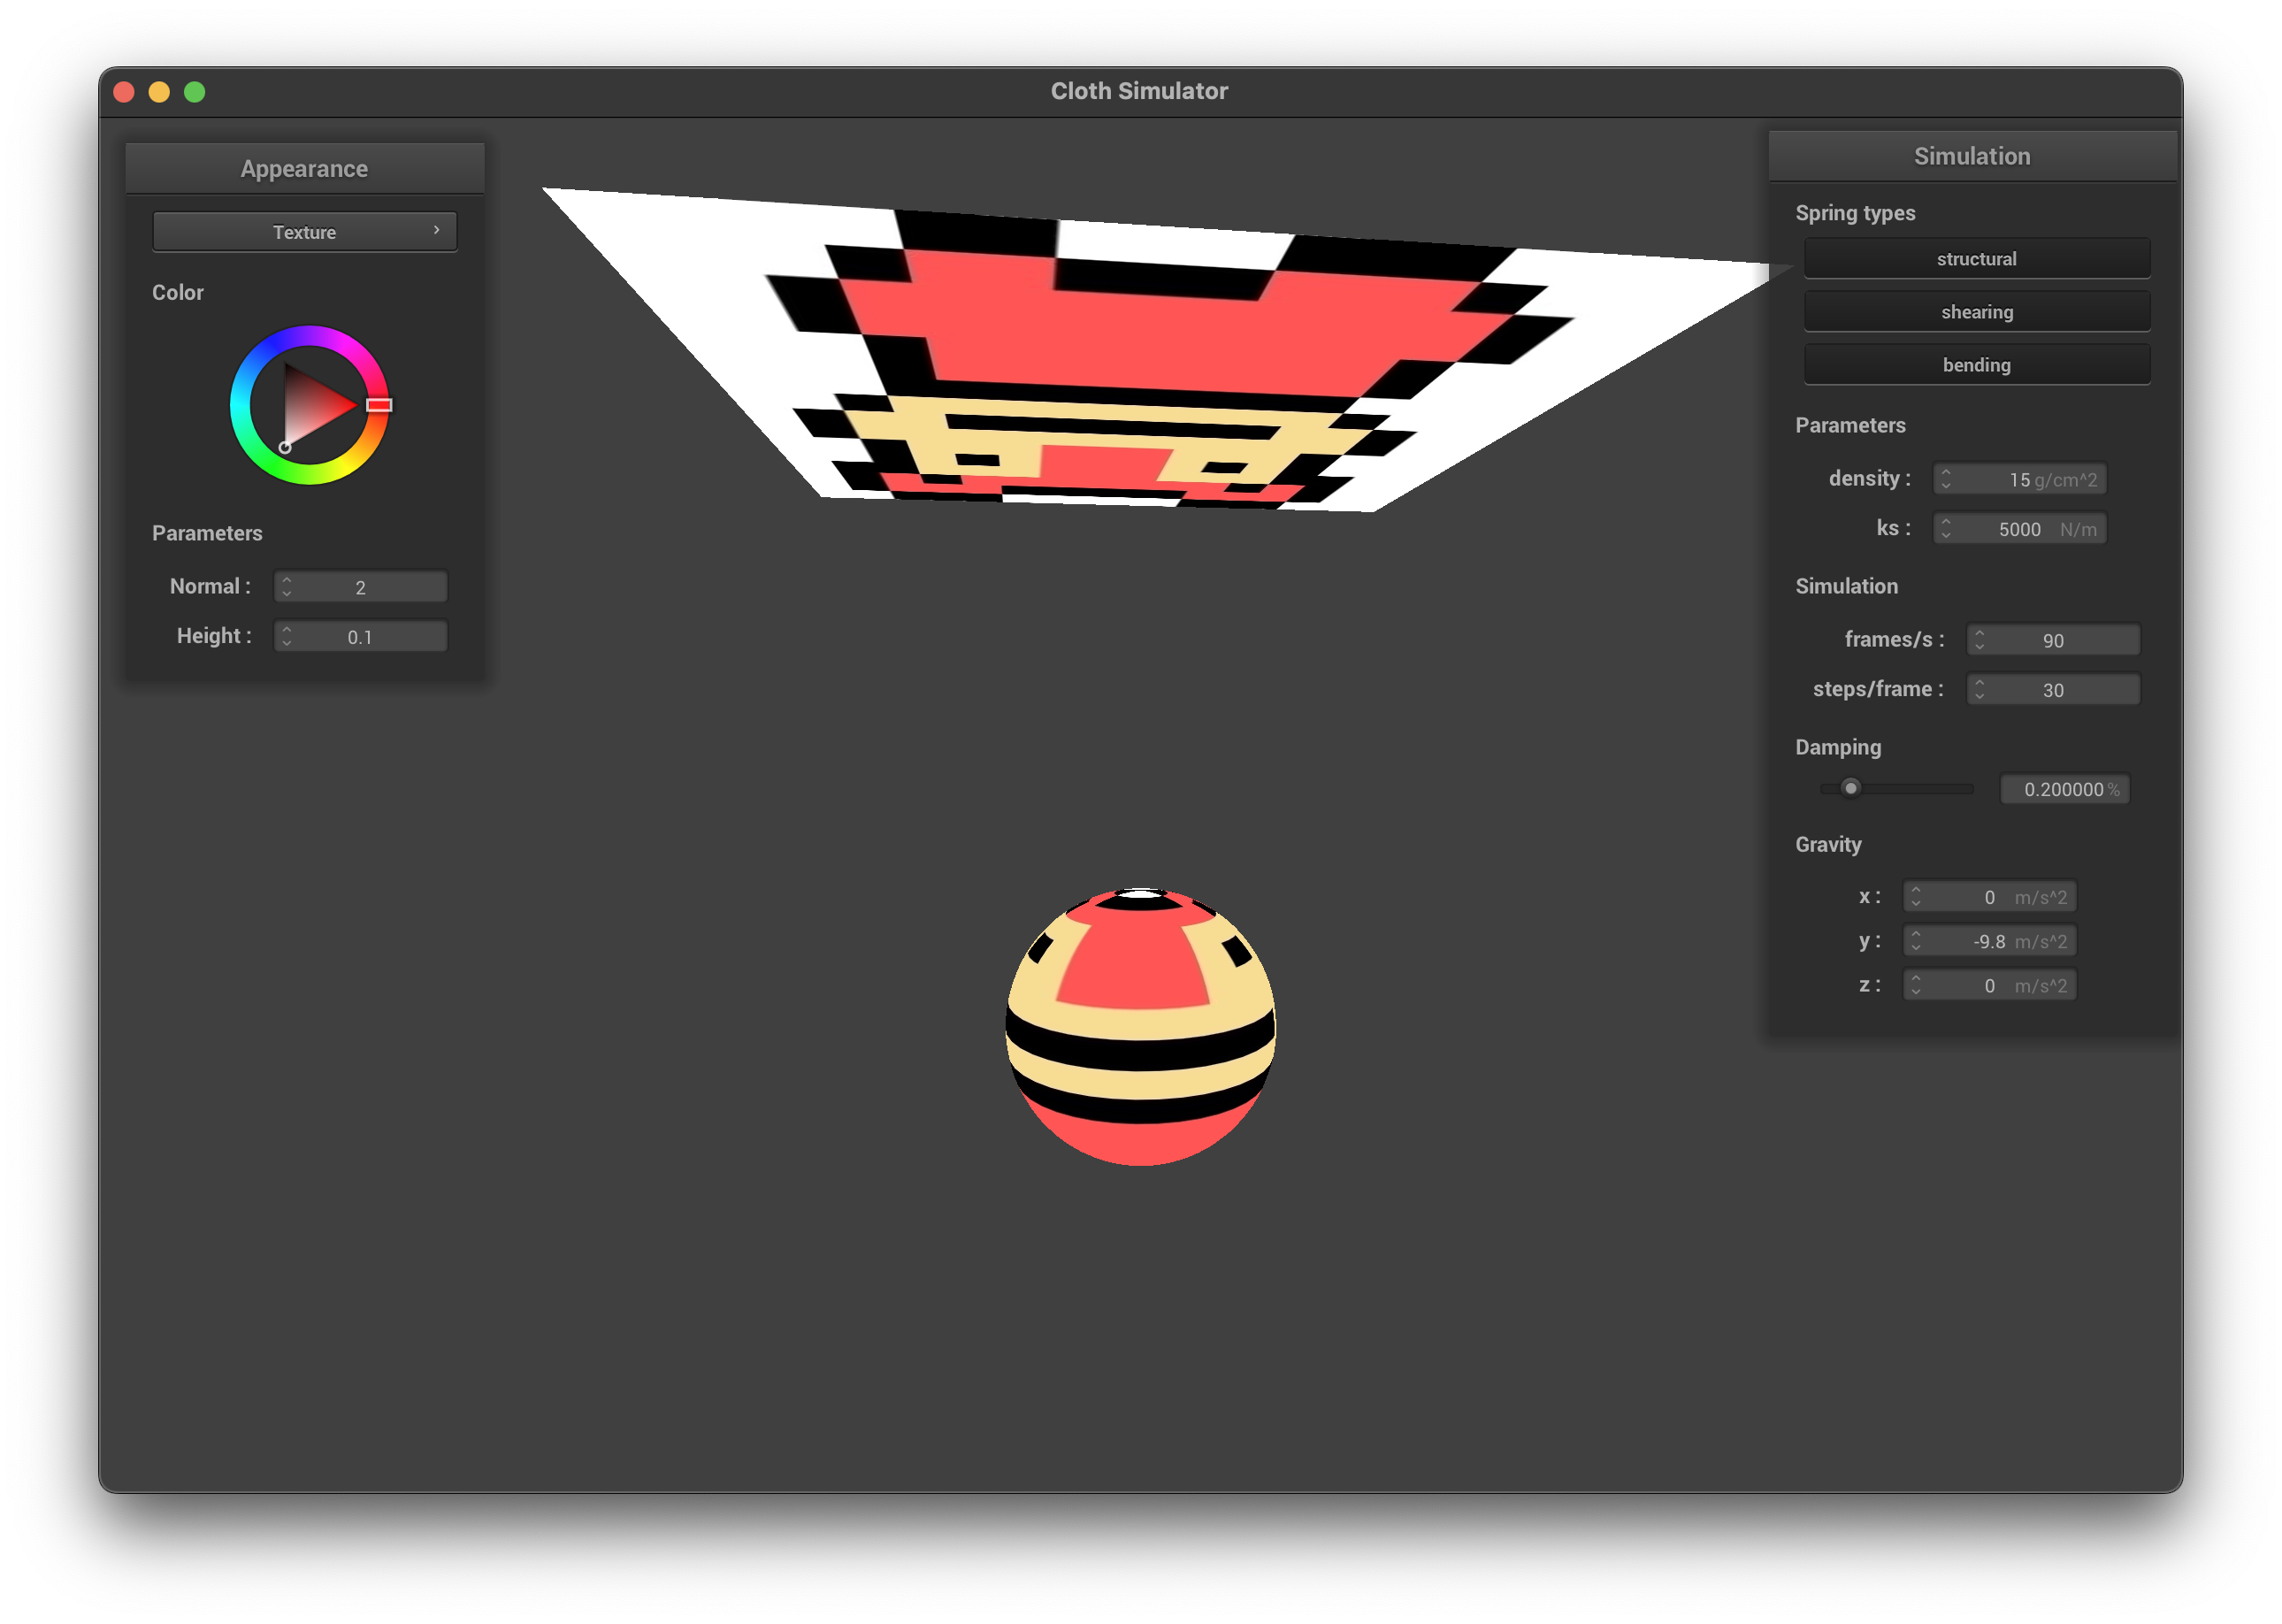 Cloth Simulator
Appearance
Texture
Color
Parameters
Normal : 2
Height : 0.1
Simulation
Spring types
structural
shearing
bending
Parameters
density : 15 g/cm^2
ks : 5000 N/m
Simulation
frames/s : 90
steps/frame : 30
Damping
0.200000 %
Gravity
x : 0 m/s^2
y : -9.8 m/s^2
z : 0 m/s^2